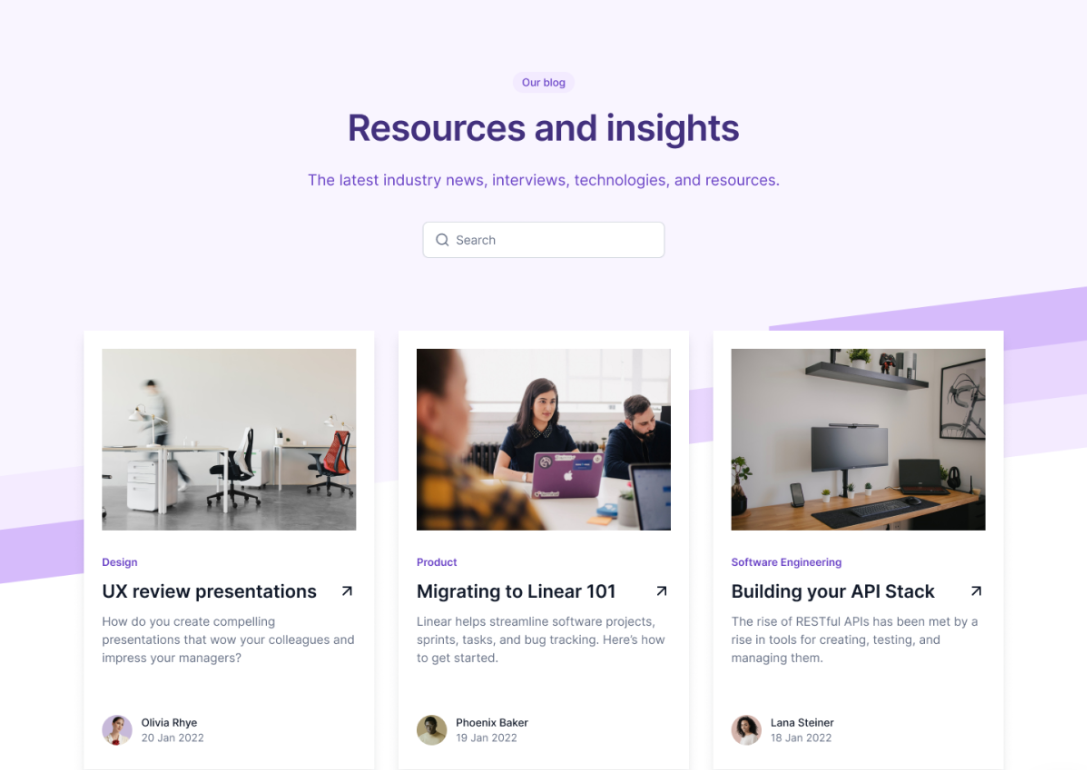 Our blog
Resources and insights
The latest industry news, interviews, technologies, and resources.
Search
Design
UX review presentations
How do you create compelling
presentations that wow your colleagues and
impress your managers?
Olivia Rhye
20 Jan 2022
Product
Migrating to Linear 101
Linear helps streamline software projects,
sprints, tasks, and bug tracking. Here’s how
to get started.
Phoenix Baker
19 Jan 2022
Software Engineering
Building your API Stack
The rise of RESTful APIs has been met by a
rise in tools for creating, testing, and
managing them.
Lana Steiner
18 Jan 2022